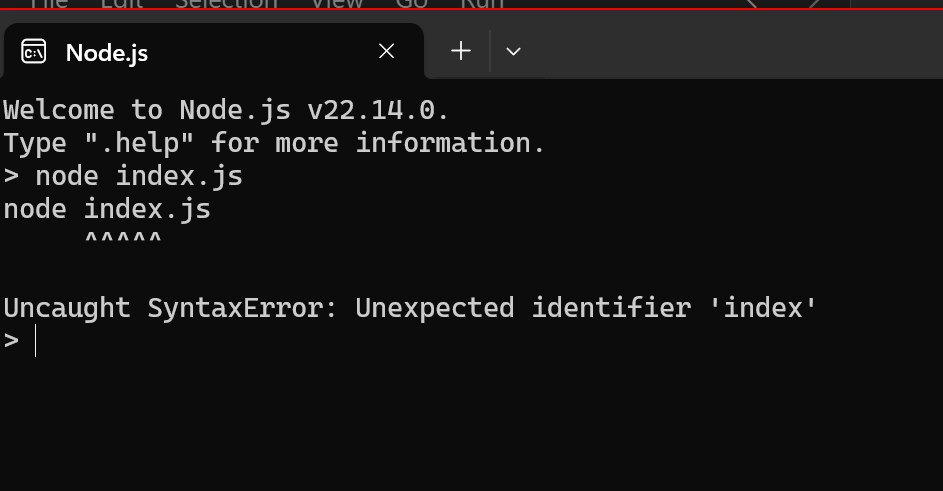 File Edit Selection View Go Run
Node.js
Welcome to Node.js v22.14.0.
Type ".help" for more information.
> node index.js
node index.js
^^^^^
Uncaught SyntaxError: Unexpected identifier 'index'
>